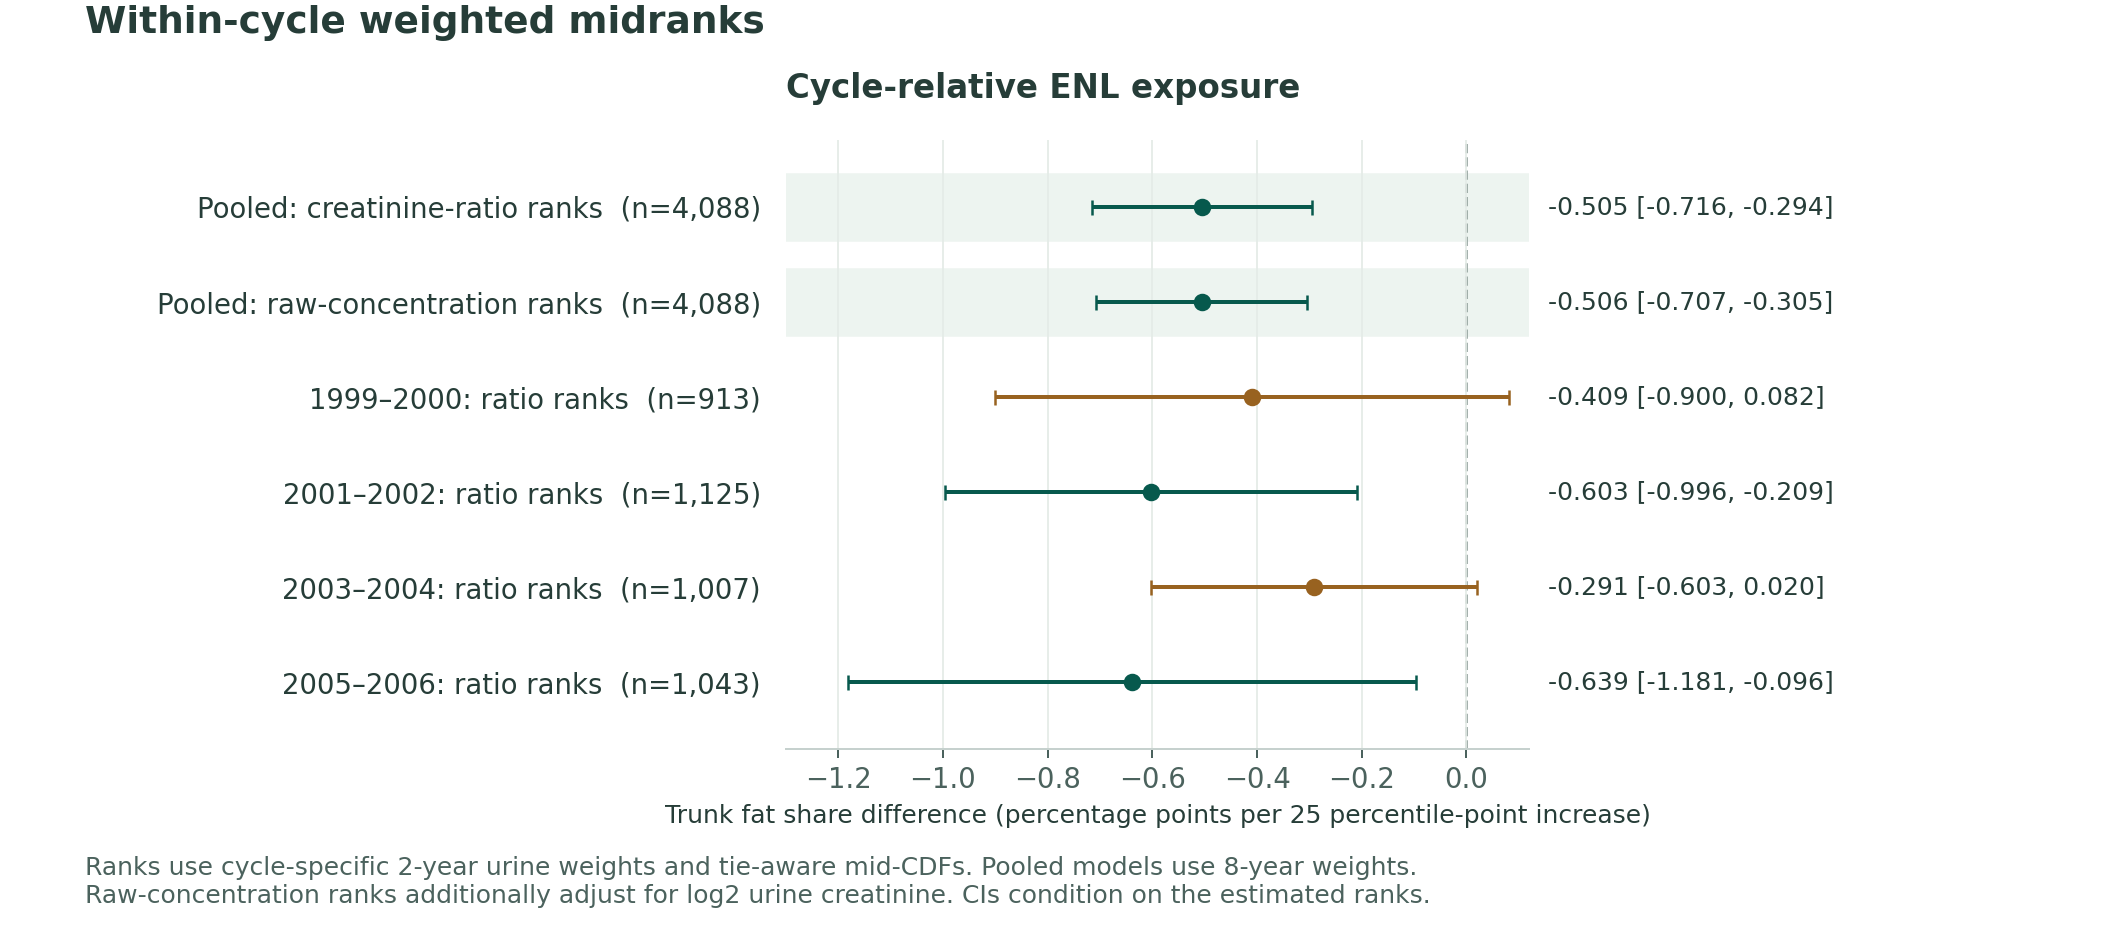 Within-cycle weighted midranks
Cycle-relative ENL exposure
Pooled: creatinine-ratio ranks  (n=4,088)  -0.505 [-0.716, -0.294]
Pooled: raw-concentration ranks  (n=4,088)  -0.506 [-0.707, -0.305]
1999–2000: ratio ranks  (n=913)  -0.409 [-0.900, 0.082]
2001–2002: ratio ranks  (n=1,125)  -0.603 [-0.996, -0.209]
2003–2004: ratio ranks  (n=1,007)  -0.291 [-0.603, 0.020]
2005–2006: ratio ranks  (n=1,043)  -0.639 [-1.181, -0.096]
−1.2 −1.0 −0.8 −0.6 −0.4 −0.2 0.0
Trunk fat share difference (percentage points per 25 percentile-point increase)
Ranks use cycle-specific 2-year urine weights and tie-aware mid-CDFs. Pooled models use 8-year weights.
Raw-concentration ranks additionally adjust for log2 urine creatinine. CIs condition on the estimated ranks.